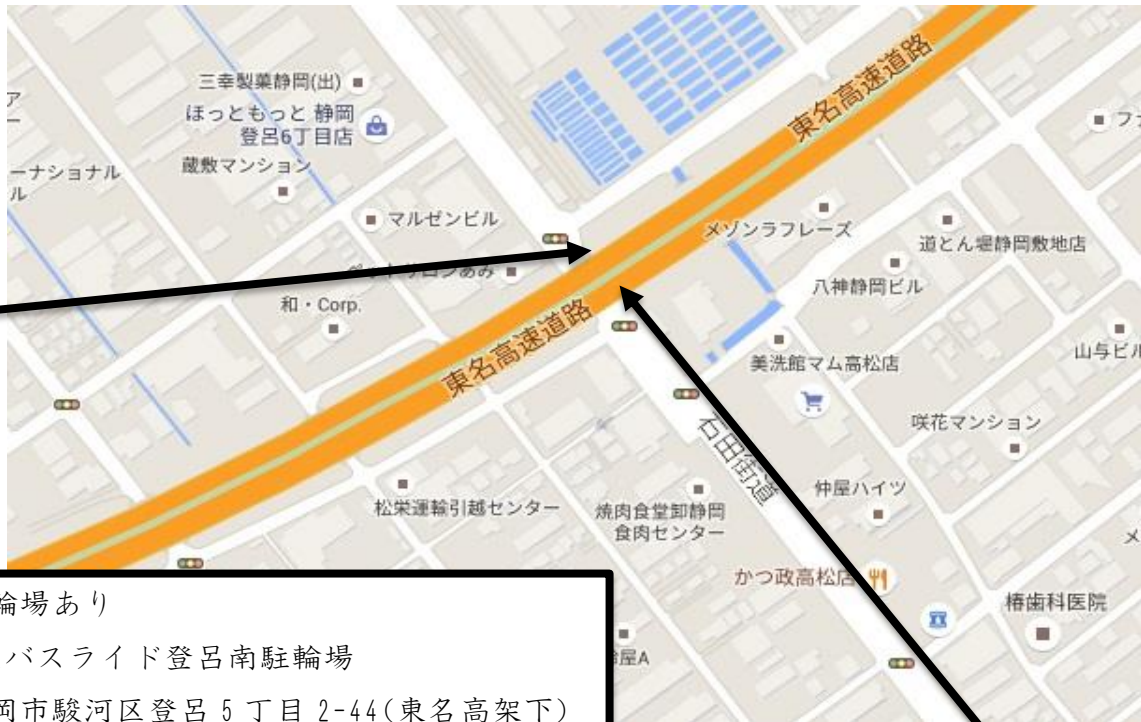 三幸製菓静岡(出)
ほっともっと 静岡
登呂6丁目店
蔵敷マンション
ア
ーナショナル
ル
マルゼンビル
和・Corp.
東名高速道路
東名高速道路
メゾンラフレーズ
道とん堀静岡敷地店
八神静岡ビル
美洗館マム高松店
山与ビル
咲花マンション
石田街道
仲屋ハイツ
松栄運輸引越センター
焼肉食堂卸静岡
食肉センター
かつ政高松店
椿歯科医院
メ
屋A
輪場あり
バスライド登呂南駐輪場
岡市駿河区登呂5丁目2-44(東名高架下)